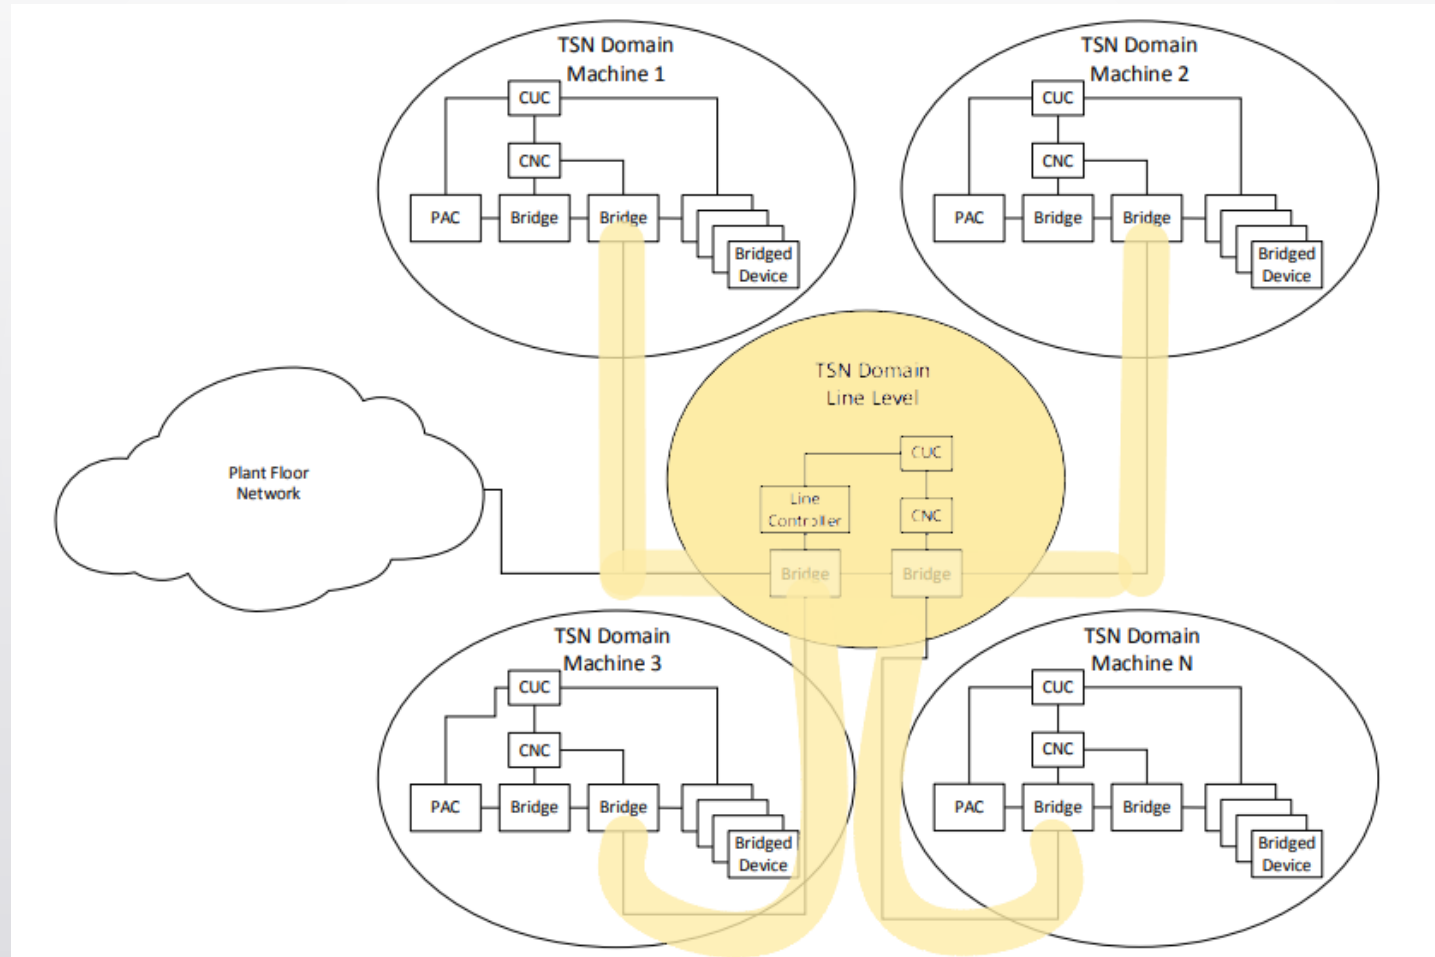 TSN Domain
Machine 1
CUC
CNC
PAC
Bridge
Bridge
Bridged
Device
TSN Domain
Machine 2
CUC
CNC
PAC
Bridge
Bridge
Bridged
Device
TSN Domain
Line Level
CUC
Line
Controller
CNC
Bridge
Bridge
Plant Floor
Network
TSN Domain
Machine 3
CUC
CNC
PAC
Bridge
Bridge
Bridged
Device
TSN Domain
Machine N
CUC
CNC
PAC
Bridge
Bridge
Bridged
Device